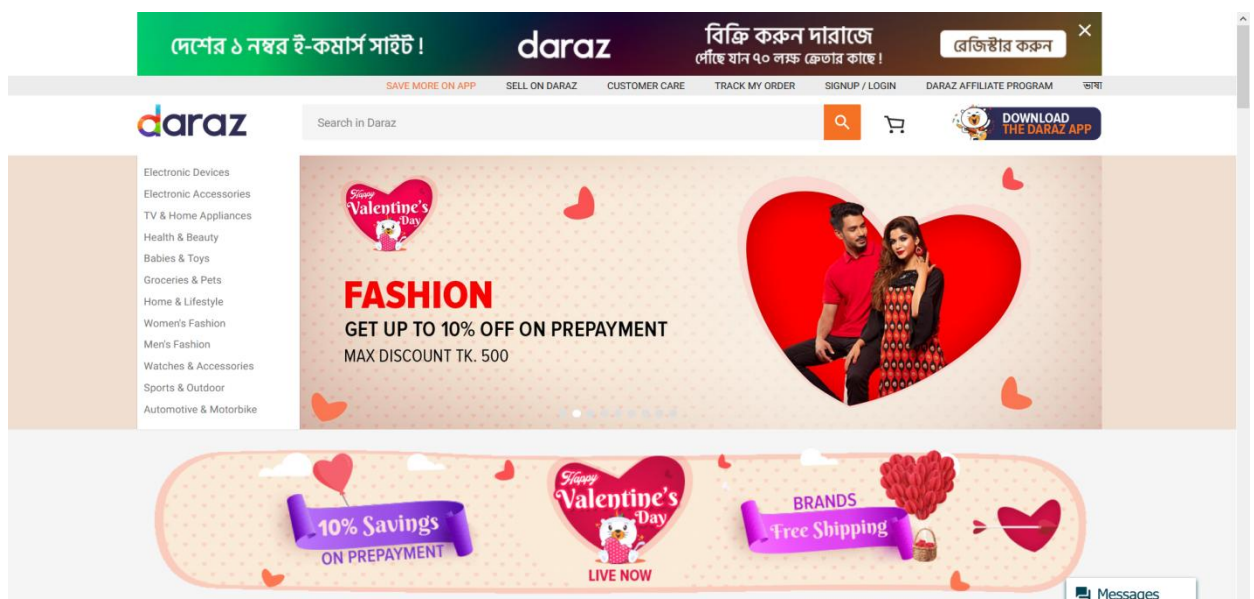 দেশের ১ নম্বর ই-কমার্স সাইট !
daraz
বিক্রি করুন দারাজে
পৌঁছে যান ৭০ লক্ষ ক্রেতার কাছে !
রেজিস্টার করুন
SAVE MORE ON APP
SELL ON DARAZ
CUSTOMER CARE
TRACK MY ORDER
SIGNUP / LOGIN
DARAZ AFFILIATE PROGRAM
ভাষা
daraz
Search in Daraz
DOWNLOAD
THE DARAZ APP
Electronic Devices
Electronic Accessories
TV & Home Appliances
Health & Beauty
Babies & Toys
Groceries & Pets
Home & Lifestyle
Women's Fashion
Men's Fashion
Watches & Accessories
Sports & Outdoor
Automotive & Motorbike
Happy
Valentine's
Day
FASHION
GET UP TO 10% OFF ON PREPAYMENT
MAX DISCOUNT TK. 500
10% Savings
ON PREPAYMENT
Happy
Valentine's
Day
LIVE NOW
BRANDS
Free Shipping
Messages